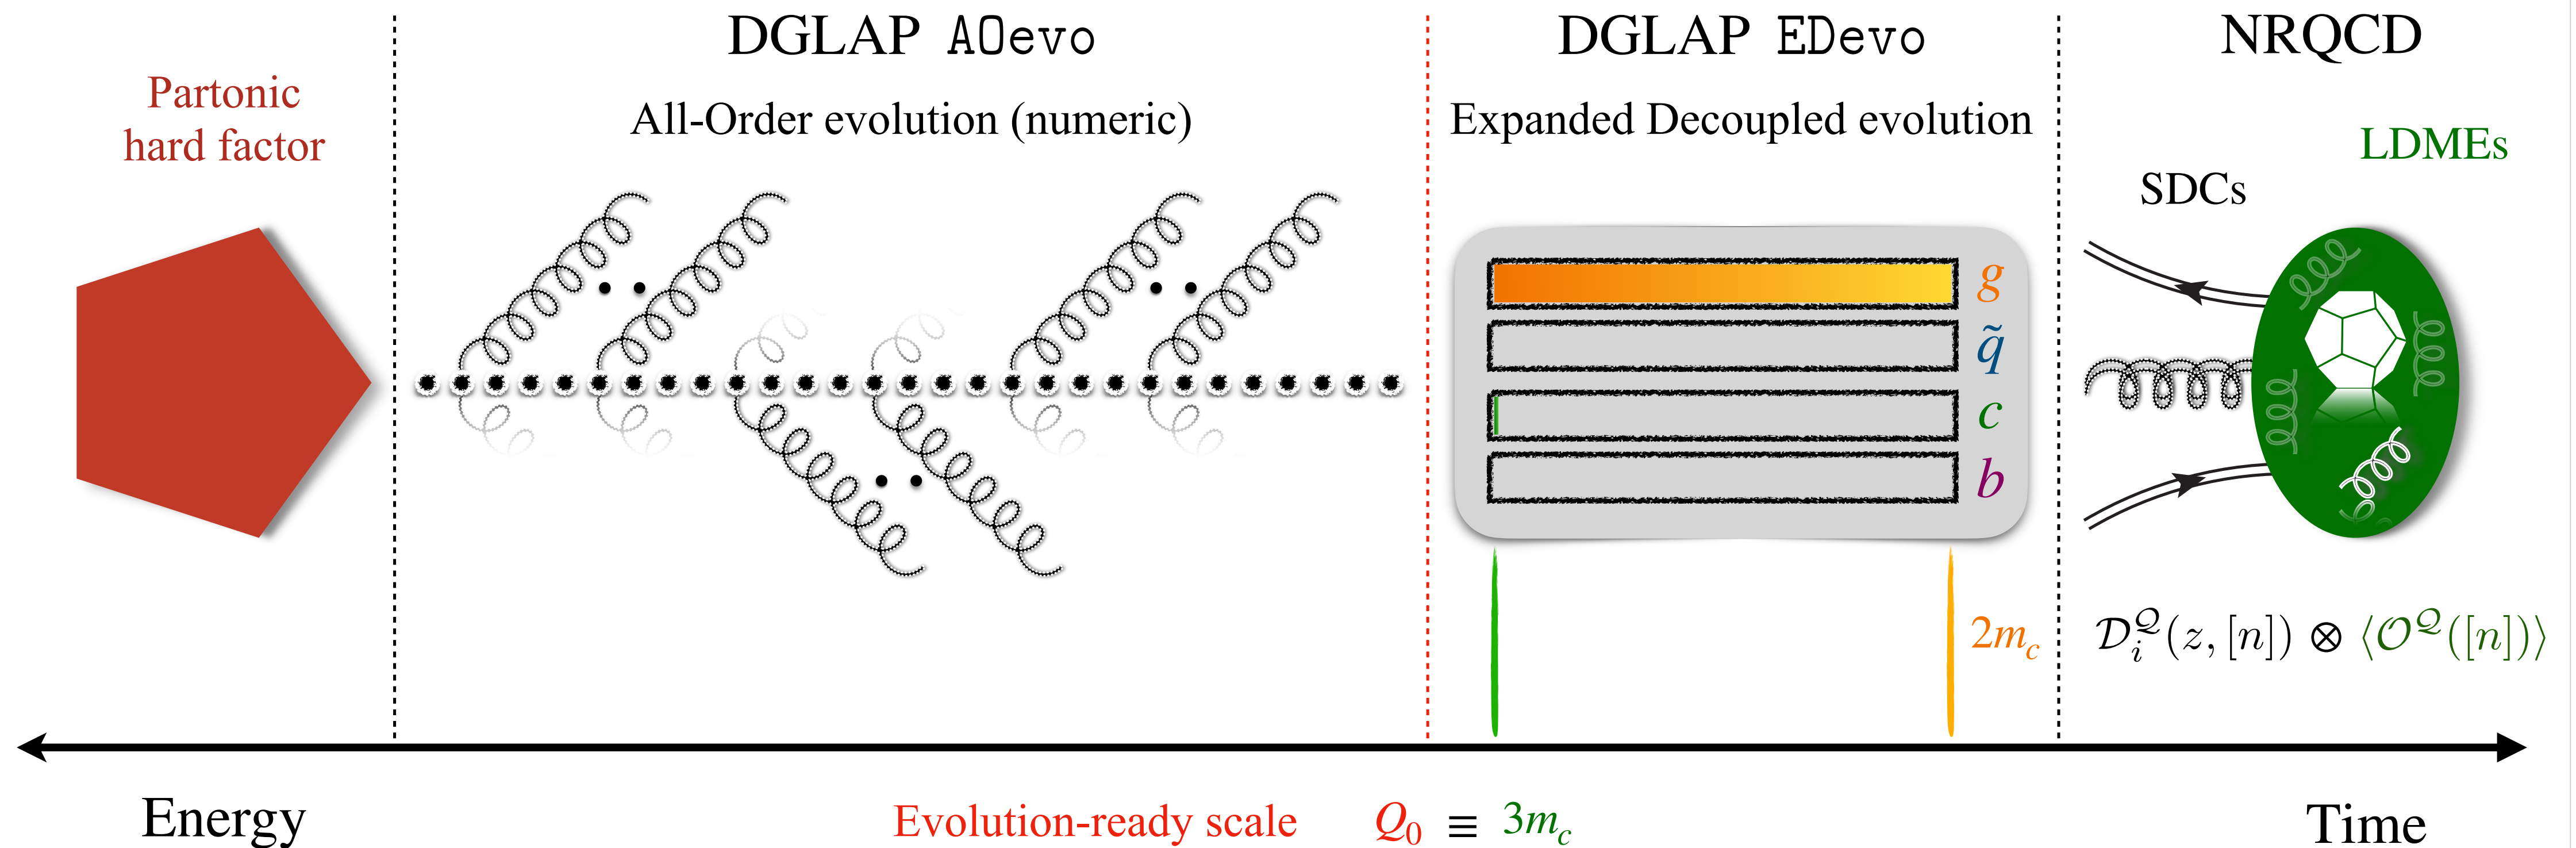 Partonic
hard factor
DGLAP AOevo
All-Order evolution (numeric)
DGLAP EDevo
Expanded Decoupled evolution
g
q̃
c
b
2m_c
NRQCD
LDMEs
SDCs
𝒟_i^𝒬(z, [n]) ⊗ ⟨𝒪^𝒬([n])⟩
Energy
Evolution-ready scale Q_0 ≡ 3m_c
Time